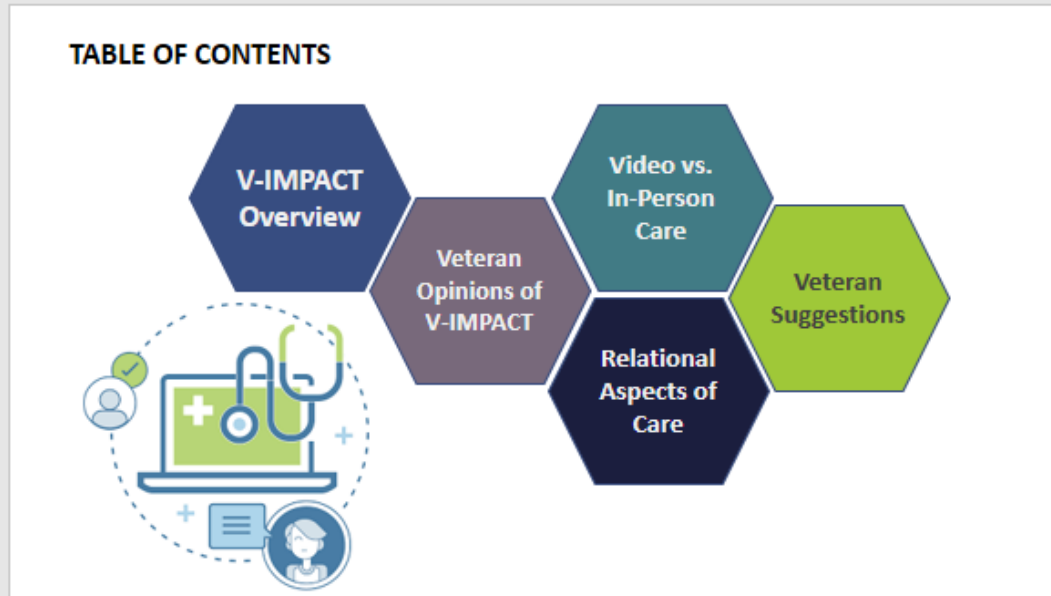 TABLE OF CONTENTS
V-IMPACT
Overview
Veteran
Opinions of
V-IMPACT
Video vs.
In-Person
Care
Relational
Aspects of
Care
Veteran
Suggestions